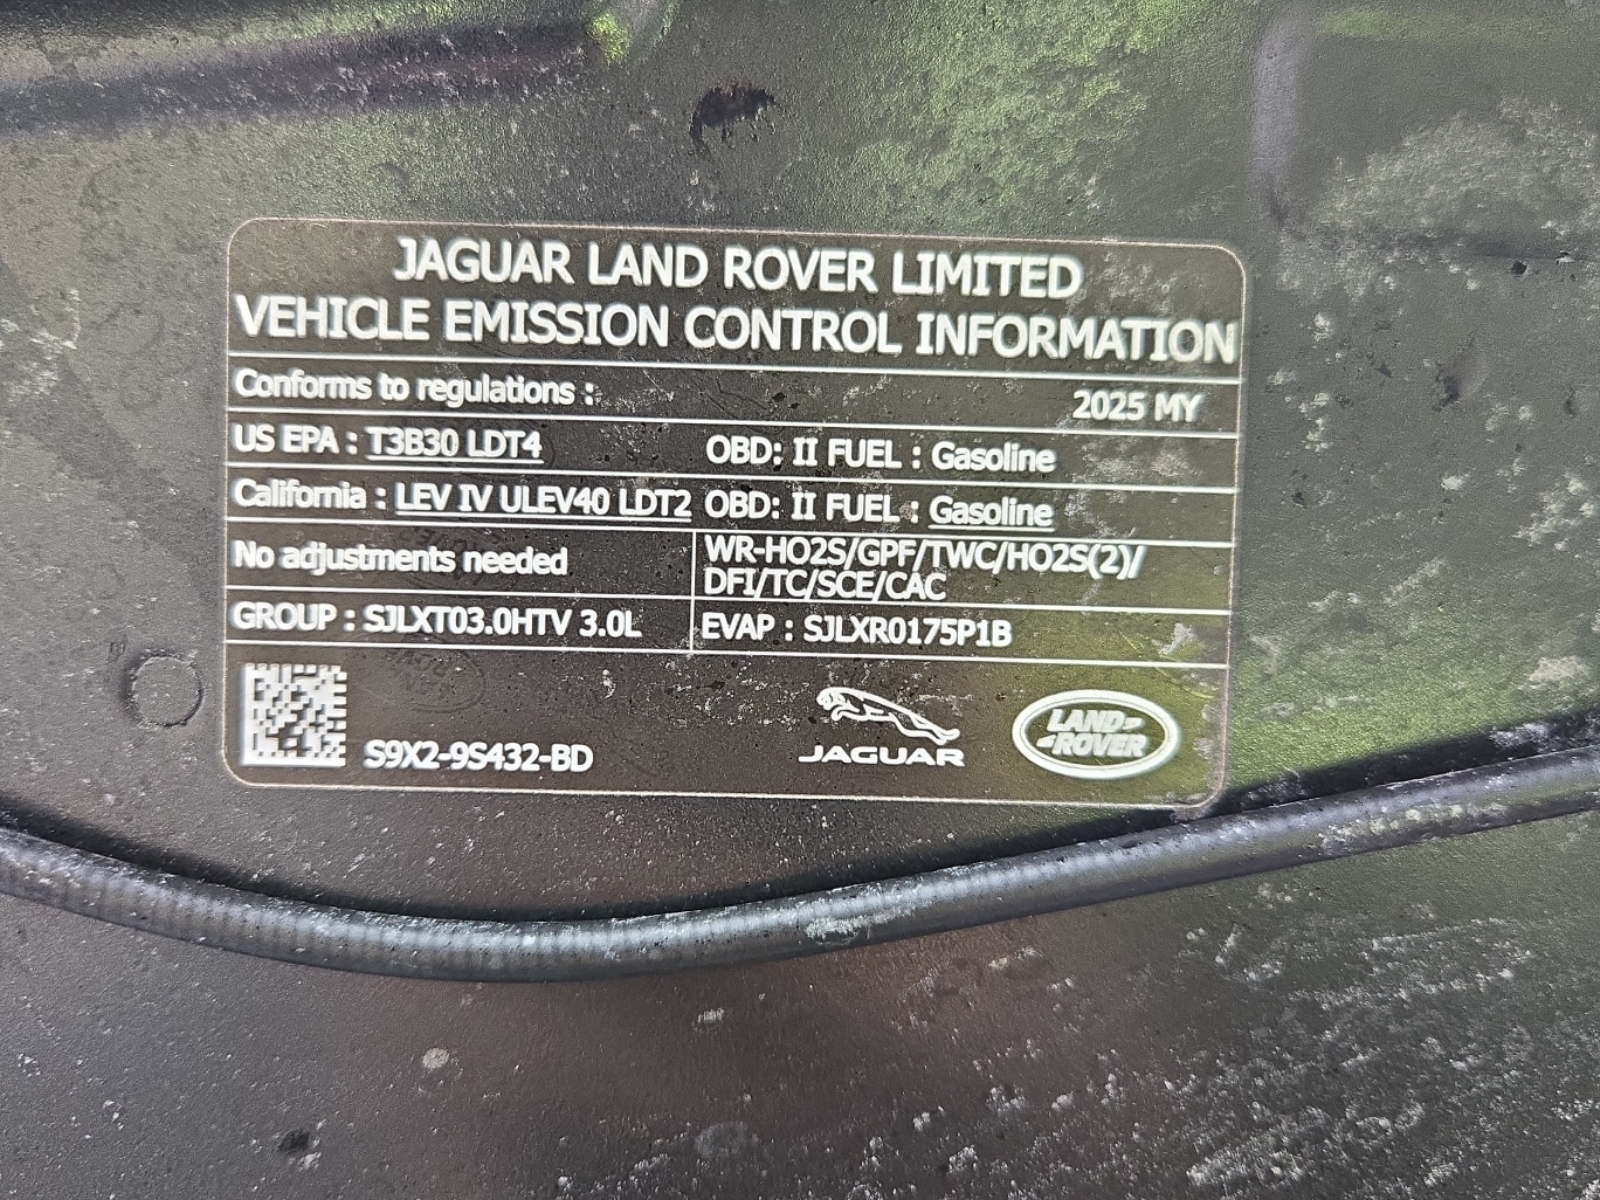 JAGUAR LAND ROVER LIMITED
VEHICLE EMISSION CONTROL INFORMATION
Conforms to regulations : 2025 MY
US EPA : T3B30 LDT4 OBD: II FUEL : Gasoline
California : LEV IV ULEV40 LDT2 OBD: II FUEL : Gasoline
No adjustments needed
WR-HO2S/GPF/TWC/HO2S(2)/
DFI/TC/SCE/CAC
GROUP : SJLXT03.0HTV 3.0L
EVAP : SJLXR0175P1B
S9X2-9S432-BD
JAGUAR
LAND
ROVER